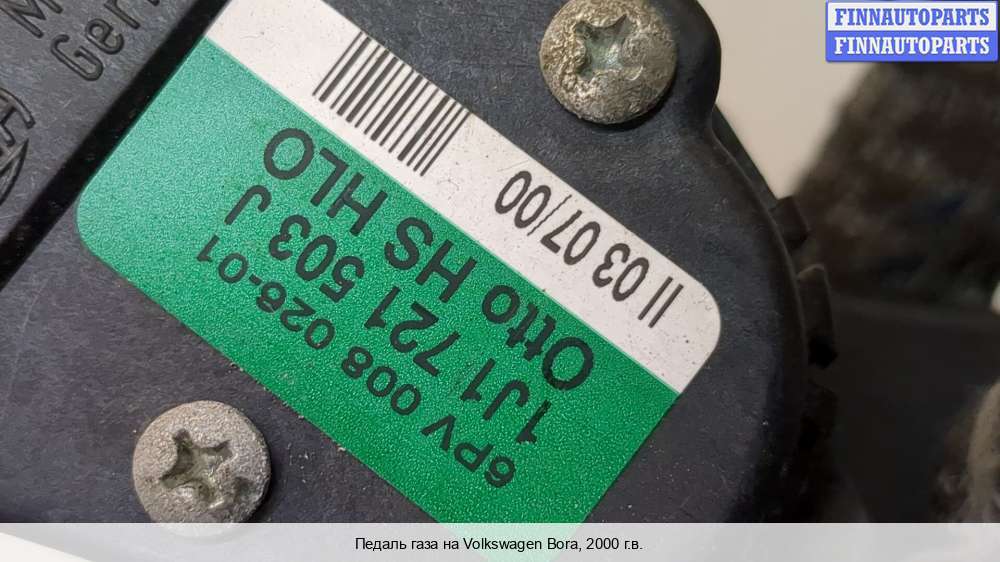 FINNAUTOPARTS
FINNAUTOPARTS
6PV 008 026-01
1J1 721 503 J
Otto HS HLO
II 03 07/00
Педаль газа на Volkswagen Bora, 2000 г.в.